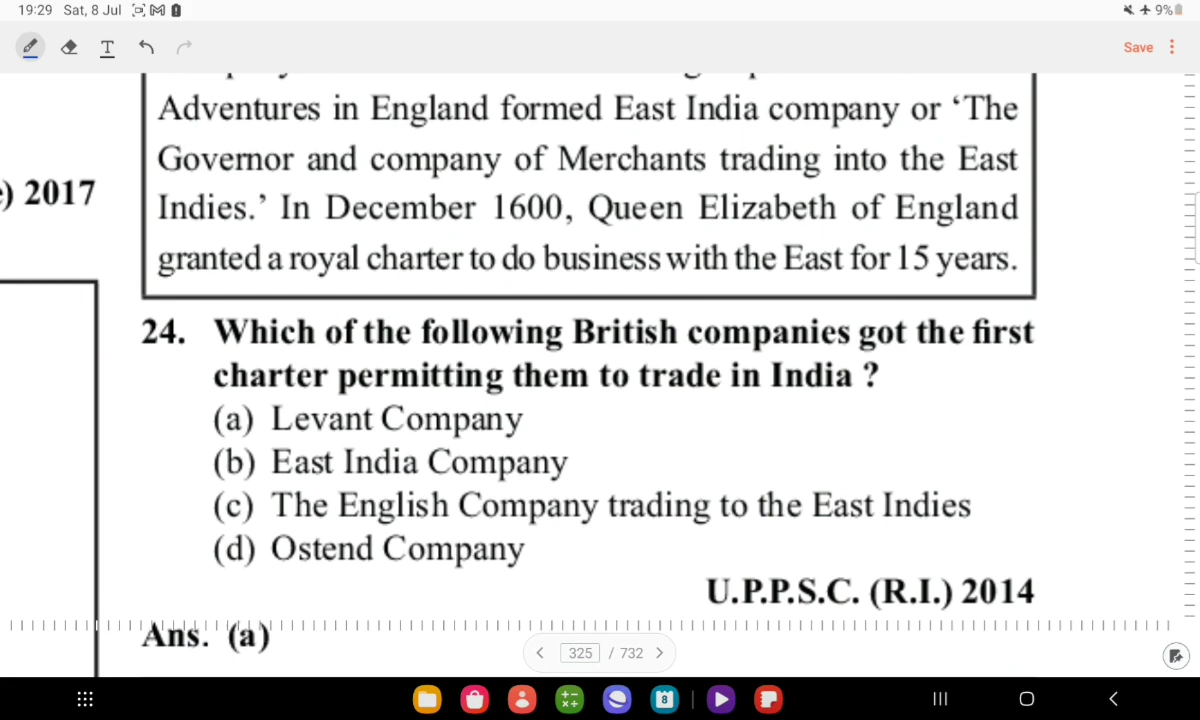 19:29 Sat, 8 Jul
9%
T
Save
Adventures in England formed East India company or ‘The
Governor and company of Merchants trading into the East
Indies.’ In December 1600, Queen Elizabeth of England
granted a royal charter to do business with the East for 15 years.
) 2017
24. Which of the following British companies got the first
charter permitting them to trade in India ?
(a) Levant Company
(b) East India Company
(c) The English Company trading to the East Indies
(d) Ostend Company
U.P.P.S.C. (R.I.) 2014
Ans. (a)
325 / 732
8